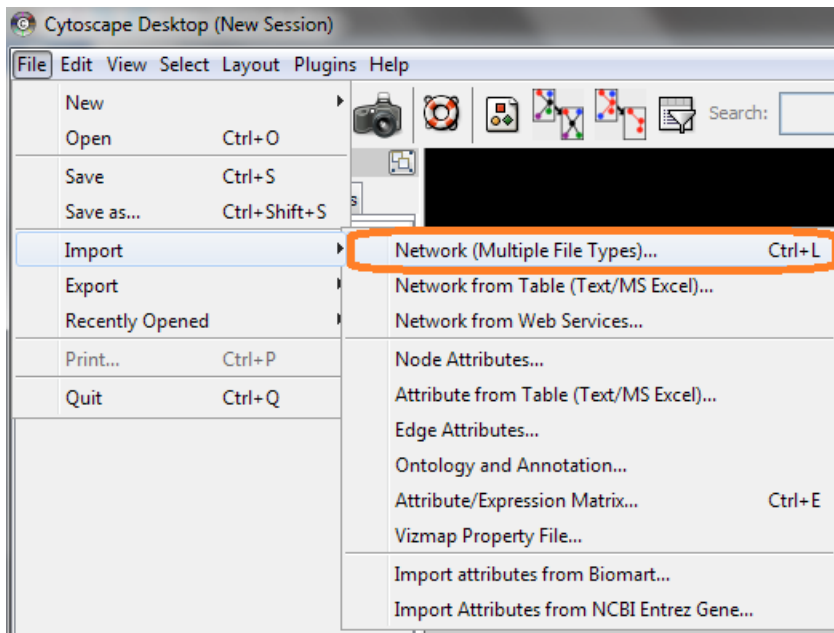 Cytoscape Desktop (New Session)
File Edit View Select Layout Plugins Help
New
Open Ctrl+O
Save Ctrl+S
Save as... Ctrl+Shift+S
Import
Export
Recently Opened
Print... Ctrl+P
Quit Ctrl+Q
Search:
s
Network (Multiple File Types)... Ctrl+L
Network from Table (Text/MS Excel)...
Network from Web Services...
Node Attributes...
Attribute from Table (Text/MS Excel)...
Edge Attributes...
Ontology and Annotation...
Attribute/Expression Matrix... Ctrl+E
Vizmap Property File...
Import attributes from Biomart...
Import Attributes from NCBI Entrez Gene...